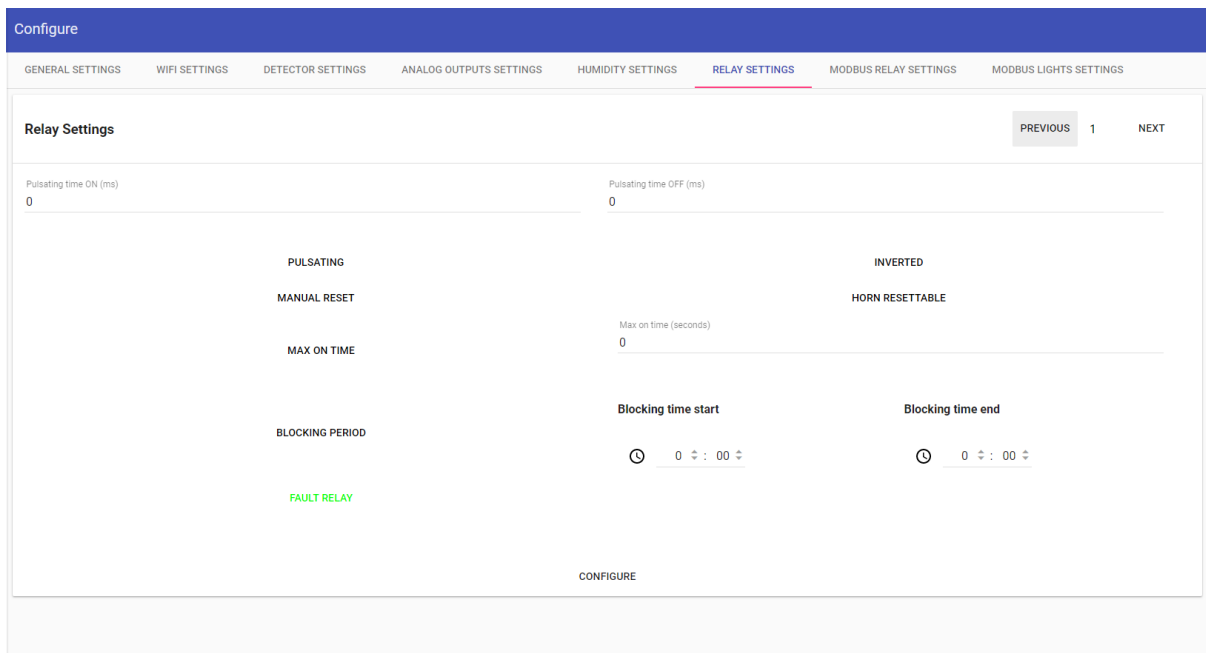 Configure
GENERAL SETTINGS WIFI SETTINGS DETECTOR SETTINGS ANALOG OUTPUTS SETTINGS HUMIDITY SETTINGS RELAY SETTINGS MODBUS RELAY SETTINGS MODBUS LIGHTS SETTINGS
Relay Settings PREVIOUS 1 NEXT
Pulsating time ON (ms) Pulsating time OFF (ms)
0 0
PULSATING INVERTED
MANUAL RESET HORN RESETTABLE
Max on time (seconds)
MAX ON TIME 0
Blocking time start Blocking time end
BLOCKING PERIOD
0 : 00 0 : 00
FAULT RELAY
CONFIGURE